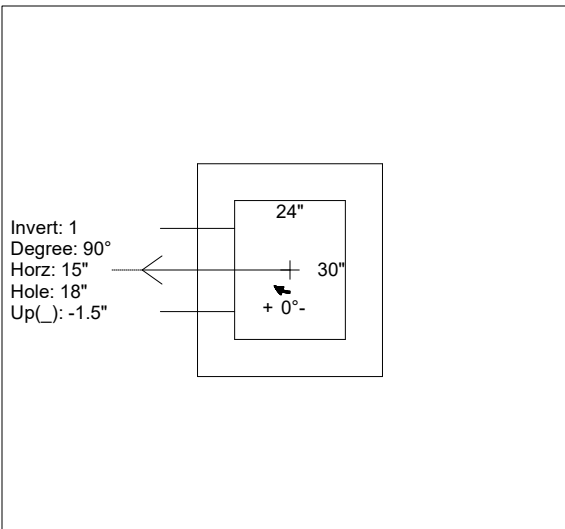 24"
Invert: 1
Degree: 90°
Horz: 15"
30"
Hole: 18"
Up(_): -1.5"
+ 0°-